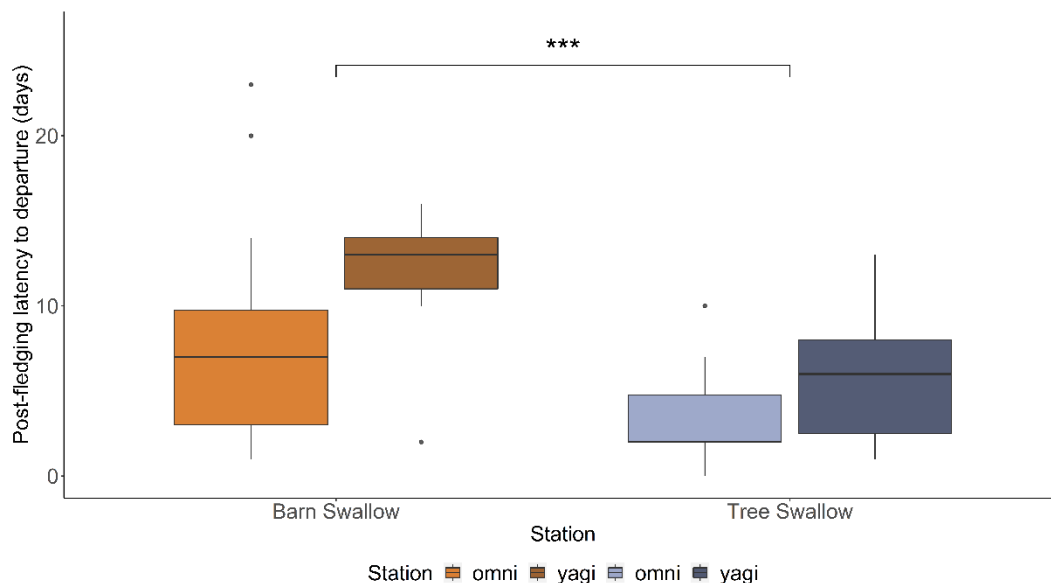 ***
Post-fledging latency to departure (days)
20
10
0
Barn Swallow Tree Swallow
Station
Station omni yagi omni yagi